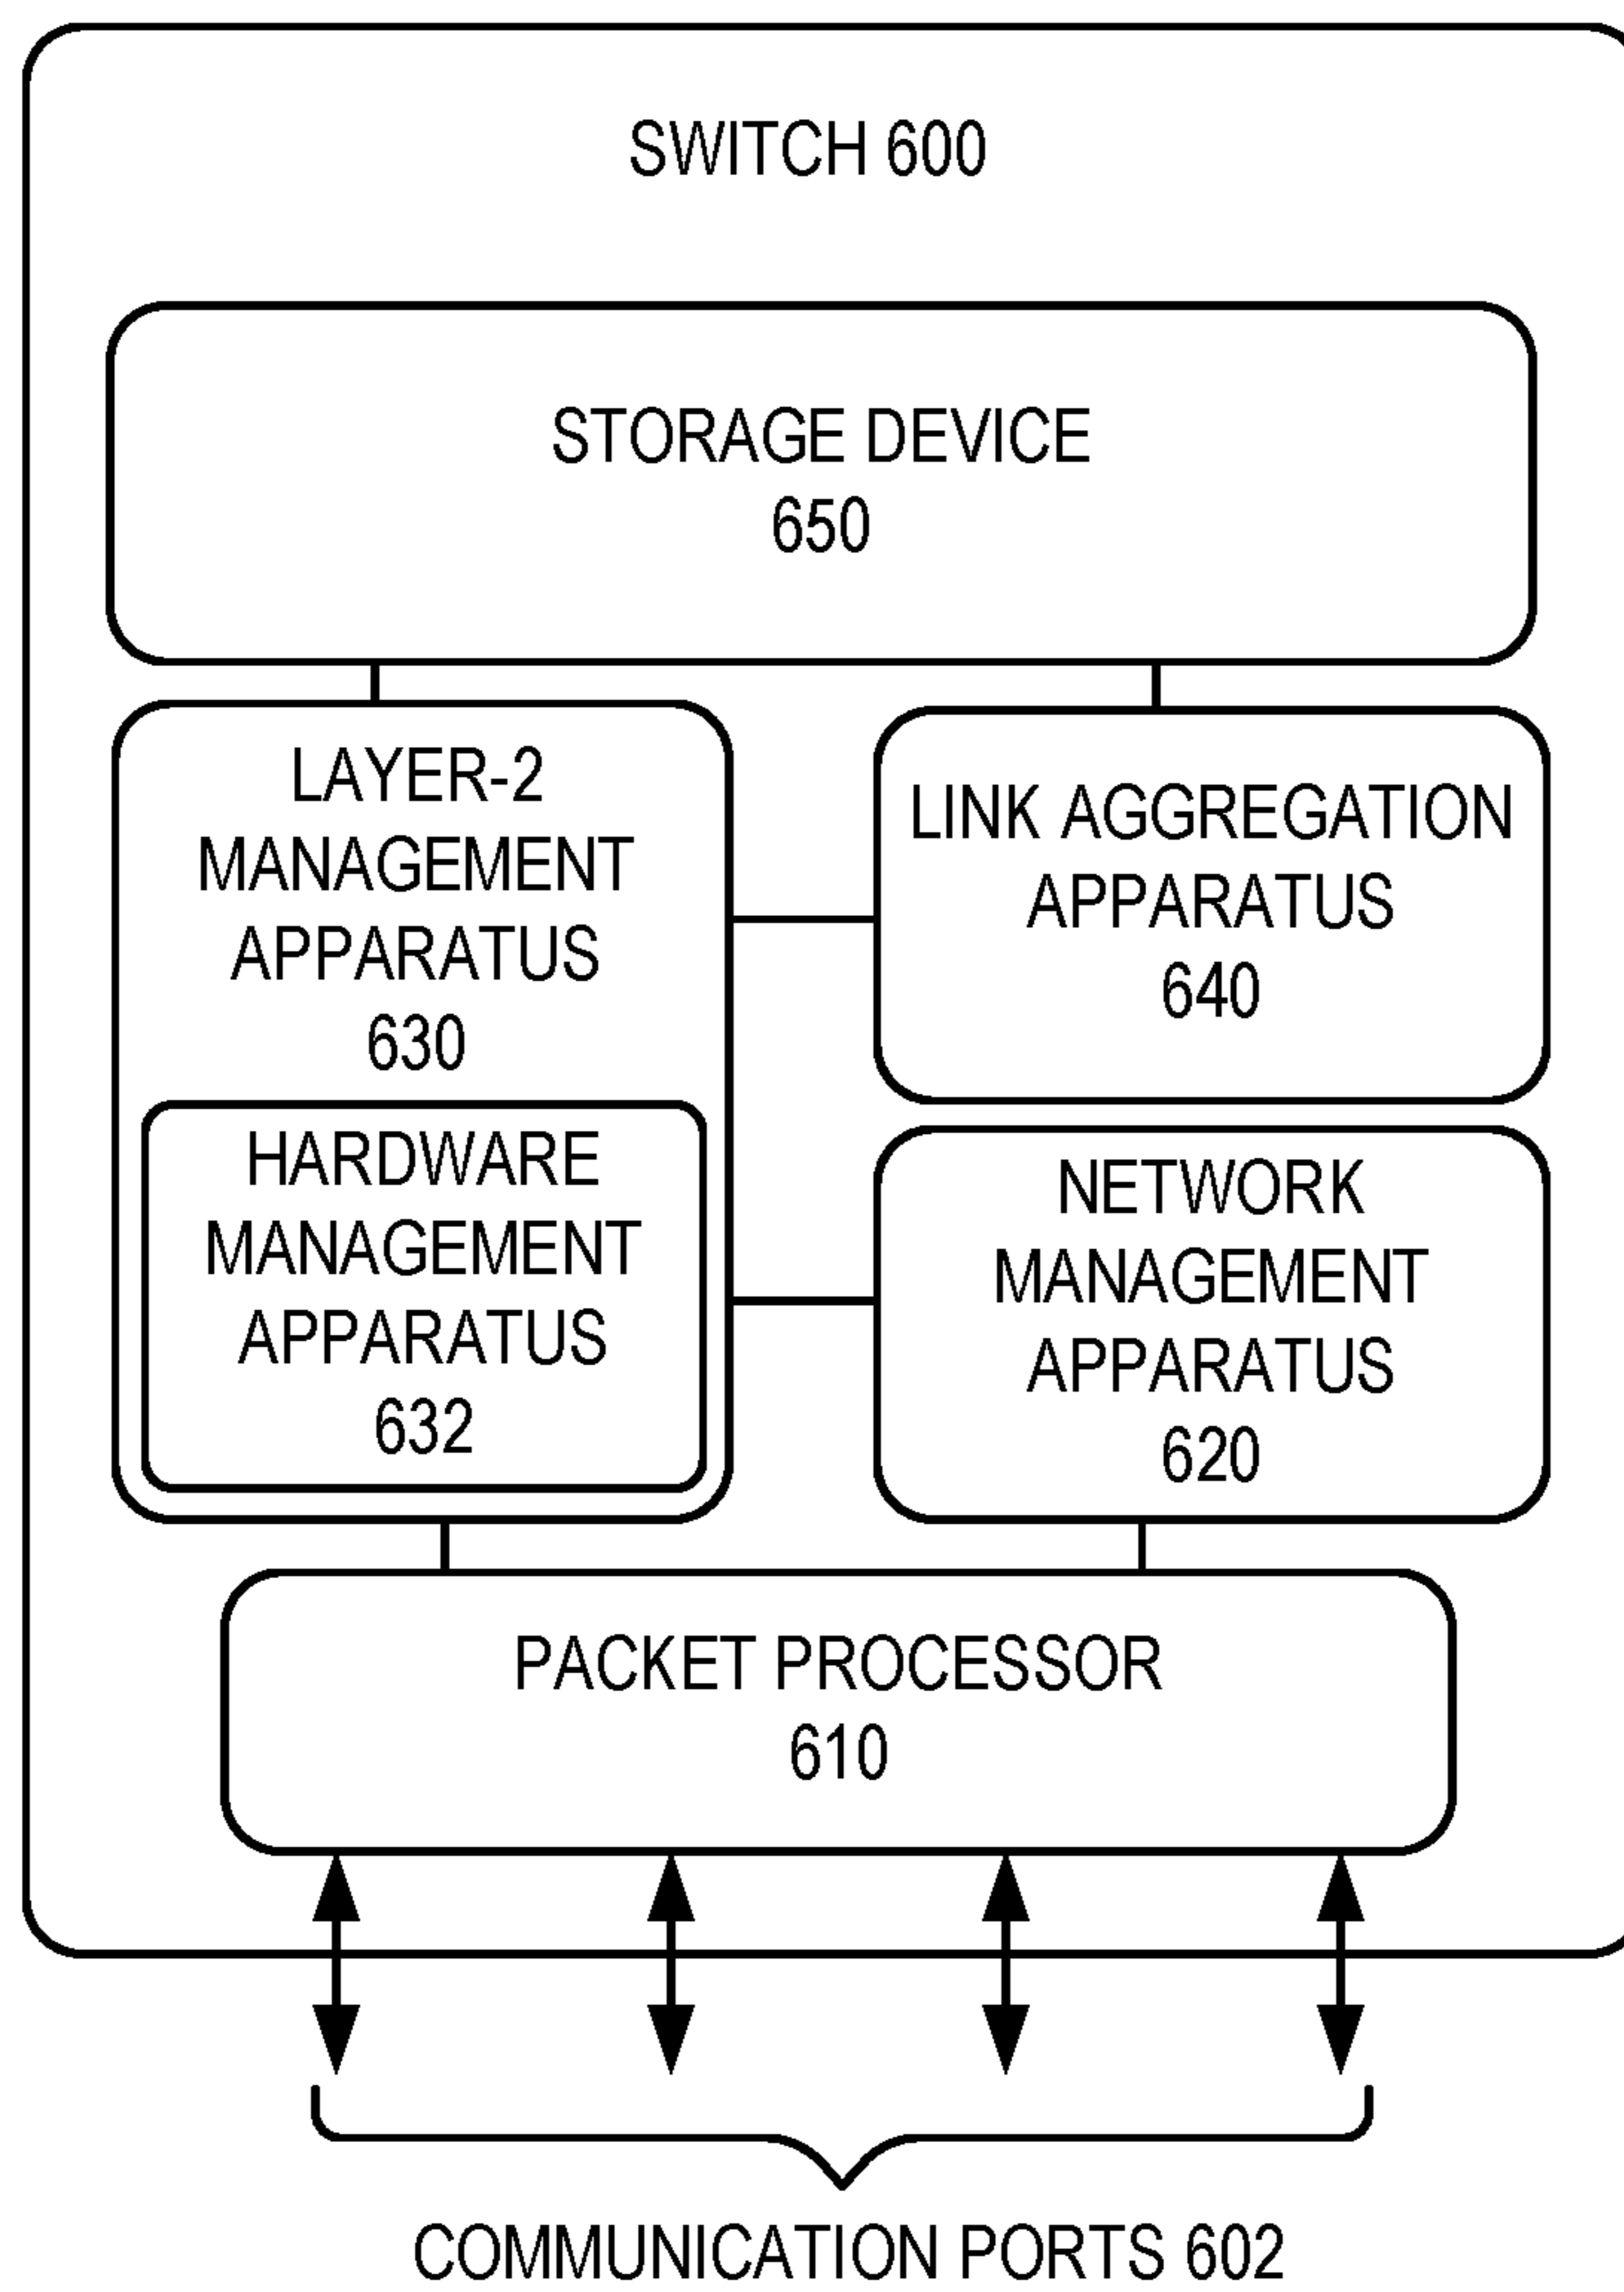 SWITCH 600
STORAGE DEVICE
650
LAYER-2
MANAGEMENT
APPARATUS
630
LINK AGGREGATION
APPARATUS
640
HARDWARE
MANAGEMENT
APPARATUS
632
NETWORK
MANAGEMENT
APPARATUS
620
PACKET PROCESSOR
610
COMMUNICATION PORTS 602